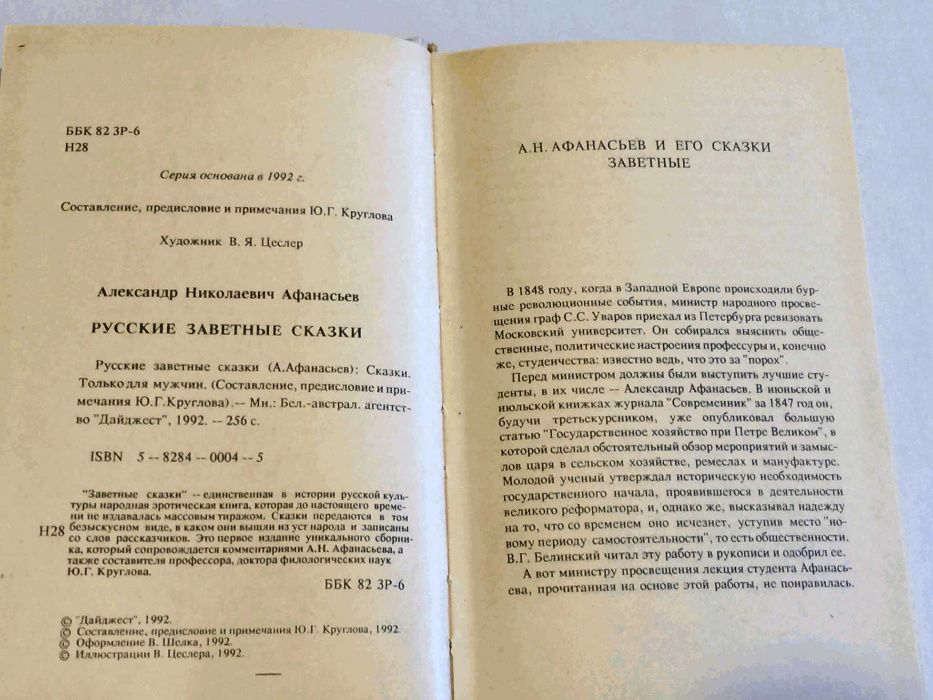 ББК 82 3Р-6
Н28
Серия основана в 1992 г.
Составление, предисловие и примечания Ю.Г. Круглова
Художник В. Я. Цеслер
Александр Николаевич Афанасьев
РУССКИЕ ЗАВЕТНЫЕ СКАЗКИ
Русские заветные сказки (А.Афанасьев): Сказки.
Только для мужчин. (Составление, предисловие и при-
мечания Ю.Г.Круглова).-- Мн.: Бел.-австрал. агентст-
во "Дайджест", 1992. -- 256 с.
ISBN 5 -- 8284 -- 0004 -- 5
"Заветные сказки" -- единственная в истории русской куль-
туры народная эротическая книга, которая до настоящего време-
ни не издавалась массовым тиражом. Сказки передаются в том
безыскусном виде, в каком они вышли из уст народа и записаны
Н28 со слов рассказчиков. Это первое издание уникального сборни-
ка, который сопровождается комментариями А.Н. Афанасьева, а
также составителя профессора, доктора филологических наук
Ю.Г. Круглова.
ББК 82 3Р-6
© "Дайджест", 1992.
© Составление, предисловие и примечания Ю.Г. Круглова, 1992.
© Оформление В. Шелка, 1992.
© Иллюстрации В. Цеслера, 1992.
А.Н. АФАНАСЬЕВ И ЕГО СКАЗКИ
ЗАВЕТНЫЕ
В 1848 году, когда в Западной Европе происходили бур-
ные революционные события, министр народного просве-
щения граф С.С. Уваров приехал из Петербурга ревизовать
Московский университет. Он собирался выяснить обще-
ственные, политические настроения профессуры и, конечно
же, студенчества: известно ведь, что это за "порох".
Перед министром должны были выступить лучшие сту-
денты, в их числе -- Александр Афанасьев. В июньской и
июльской книжках журнала "Современник" за 1847 год он,
будучи третьекурсником, уже опубликовал большую
статью "Государственное хозяйство при Петре Великом", в
которой сделал обстоятельный обзор мероприятий и замыс-
лов царя в сельском хозяйстве, ремеслах и мануфактуре.
Молодой ученый утверждал историческую необходимость
государственного начала, проявившегося в деятельности
великого реформатора, и, однако же, высказывал надежду
на то, что со временем оно исчезнет, уступив место "но-
вому периоду самостоятельности", то есть общественности.
В.Г. Белинский читал эту работу в рукописи и одобрил ее.
А вот министру просвещения лекция студента Афанась-
ева, прочитанная на основе этой работы, не понравилась.